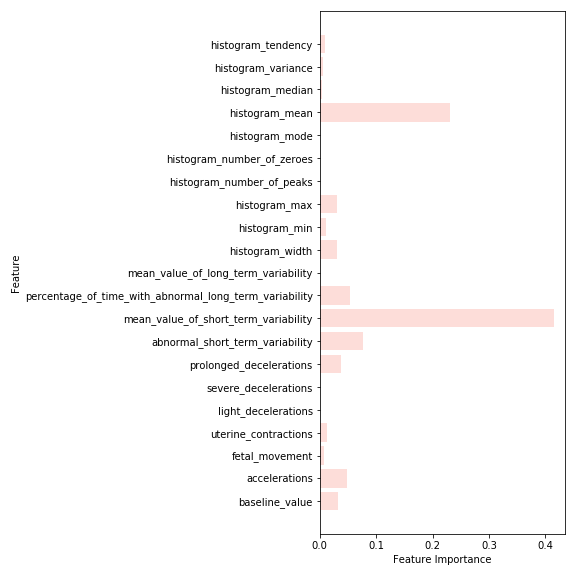 histogram_tendency
histogram_variance
histogram_median
histogram_mean
histogram_mode
histogram_number_of_zeroes
histogram_number_of_peaks
histogram_max
histogram_min
histogram_width
mean_value_of_long_term_variability
percentage_of_time_with_abnormal_long_term_variability
mean_value_of_short_term_variability
abnormal_short_term_variability
prolonged_decelerations
severe_decelerations
light_decelerations
uterine_contractions
fetal_movement
accelerations
baseline_value
Feature
0.0 0.1 0.2 0.3 0.4
Feature Importance